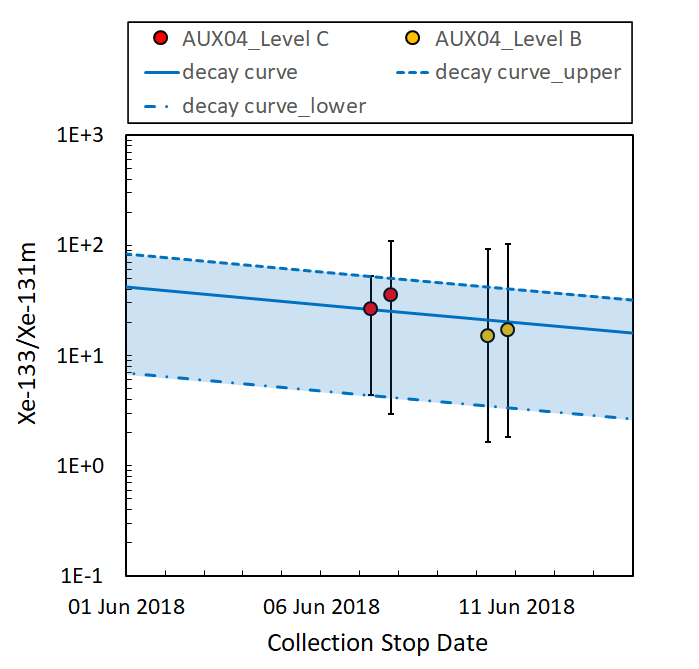 AUX04_Level C AUX04_Level B
decay curve decay curve_upper
decay curve_lower
1E+3
1E+2
1E+1
1E+0
1E-1
Xe-133/Xe-131m
01 Jun 2018 06 Jun 2018 11 Jun 2018
Collection Stop Date